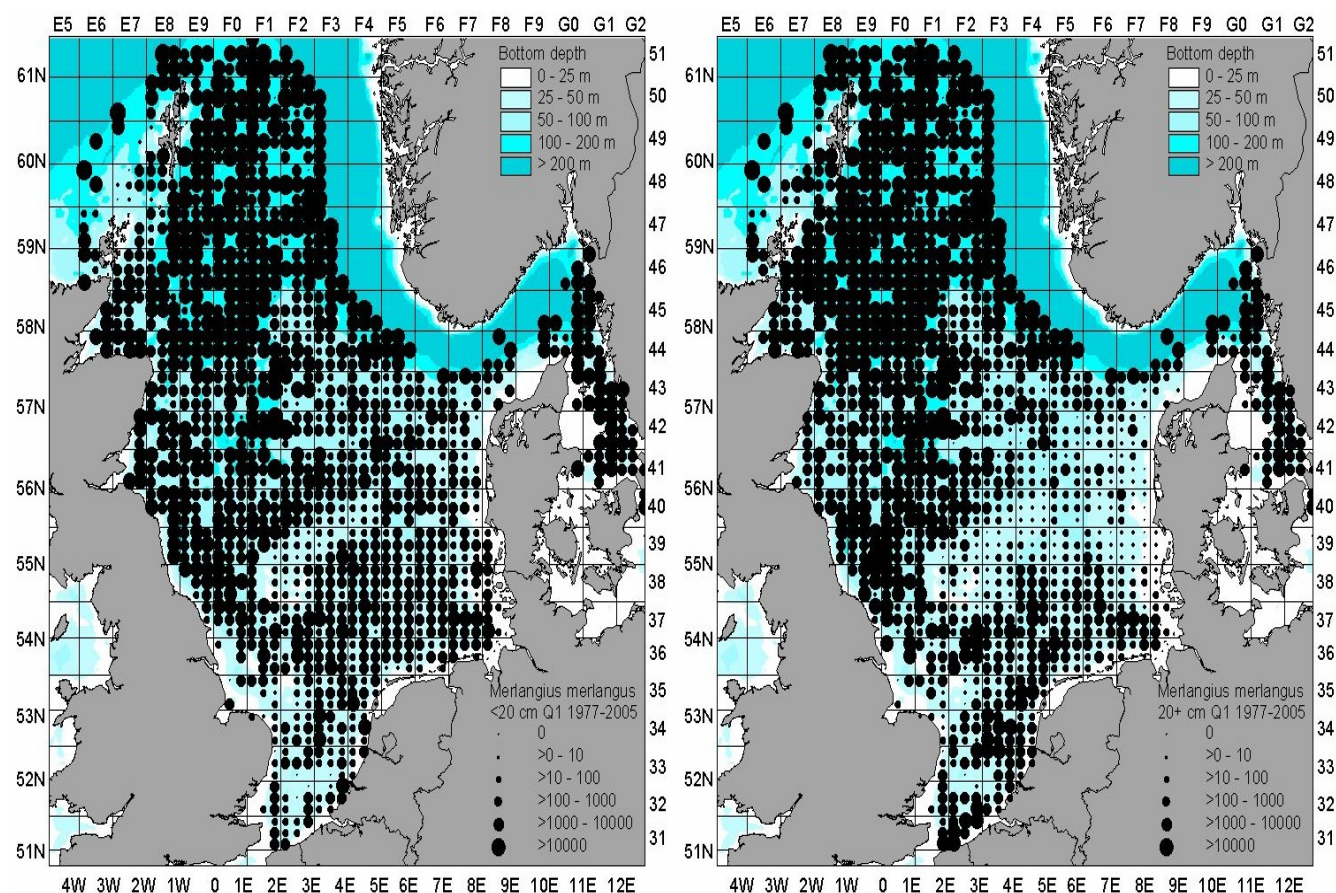 E5 E6 E7 E8 E9 F0 F1 F2 F3 F4 F5 F6 F7 F8 F9 G0 G1 G2
61N
60N
59N
58N
57N
56N
55N
54N
53N
52N
51N
Bottom depth
0 - 25 m
25 - 50 m
50 - 100 m
100 - 200 m
> 200 m
51
50
49
48
47
46
45
44
43
42
41
40
39
38
37
36
35
34
33
32
31
Merlangius merlangus
<20 cm Q1 1977-2005
0
>0 - 10
>10 - 100
>100 - 1000
>1000 - 10000
>10000
4W 3W 2W 1W 0 1E 2E 3E 4E 5E 6E 7E 8E 9E 10E 11E 12E
E5 E6 E7 E8 E9 F0 F1 F2 F3 F4 F5 F6 F7 F8 F9 G0 G1 G2
61N
60N
59N
58N
57N
56N
55N
54N
53N
52N
51N
Bottom depth
0 - 25 m
25 - 50 m
50 - 100 m
100 - 200 m
> 200 m
51
50
49
48
47
46
45
44
43
42
41
40
39
38
37
36
35
34
33
32
31
Merlangius merlangus
20+ cm Q1 1977-2005
0
>0 - 10
>10 - 100
>100 - 1000
>1000 - 10000
>10000
4W 3W 2W 1W 0 1E 2E 3E 4E 5E 6E 7E 8E 9E 10E 11E 12E